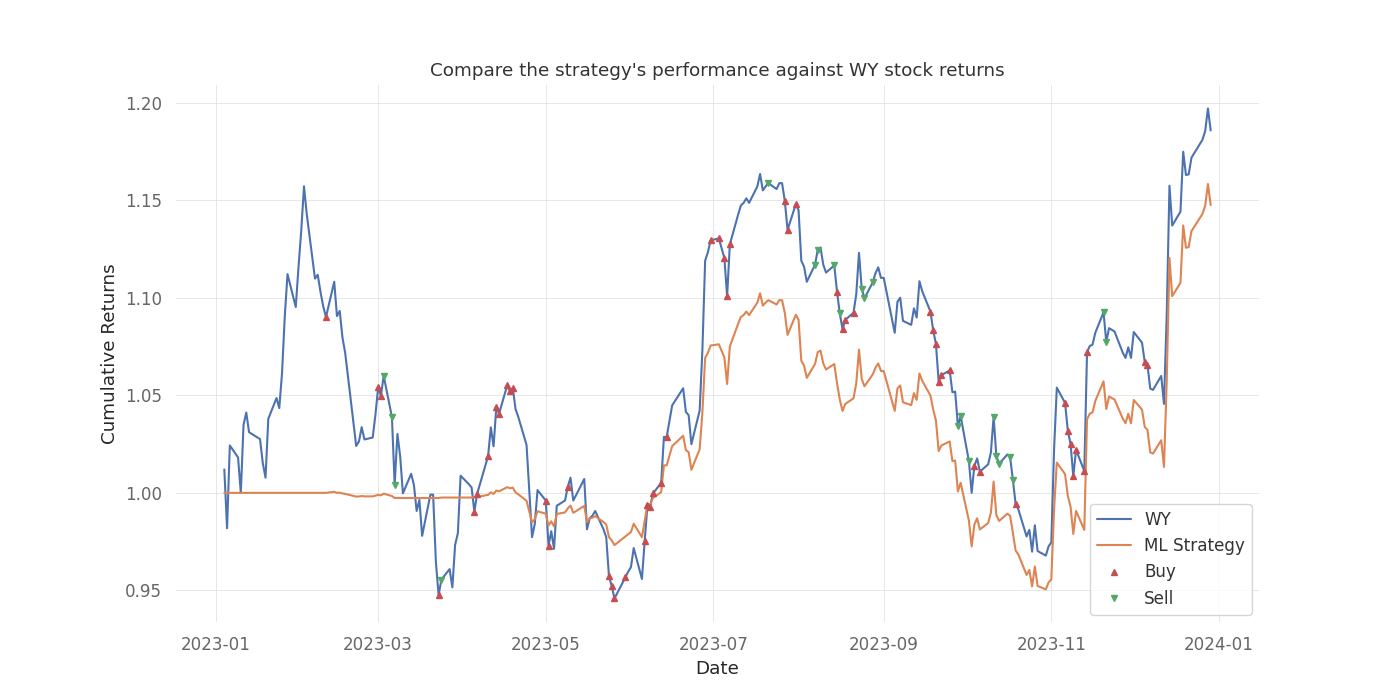 Compare the strategy's performance against WY stock returns
1.20
1.15
1.10
1.05
1.00
0.95
Cumulative Returns
2023-01
2023-03
2023-05
2023-07
2023-09
2023-11
2024-01
Date
WY
ML Strategy
Buy
Sell